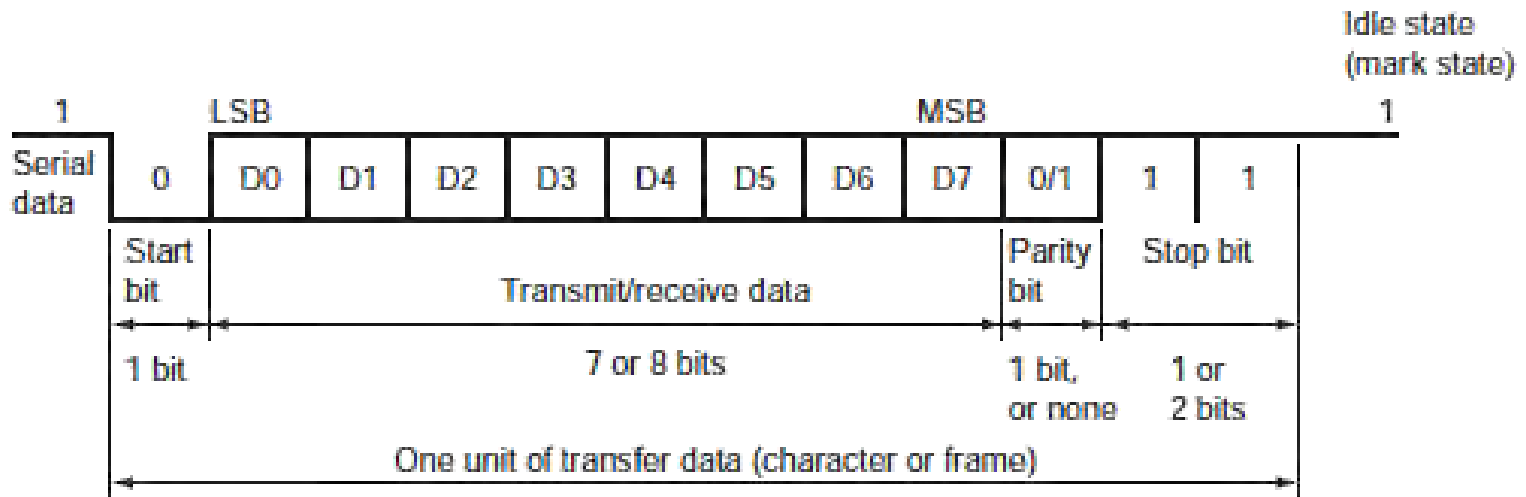 Idle state
(mark state)
1 LSB MSB 1
Serial
data
0 D0 D1 D2 D3 D4 D5 D6 D7 0/1 1 1
Start
bit
Transmit/receive data
Parity
bit
Stop bit
1 bit
7 or 8 bits
1 bit,
or none
1 or
2 bits
One unit of transfer data (character or frame)